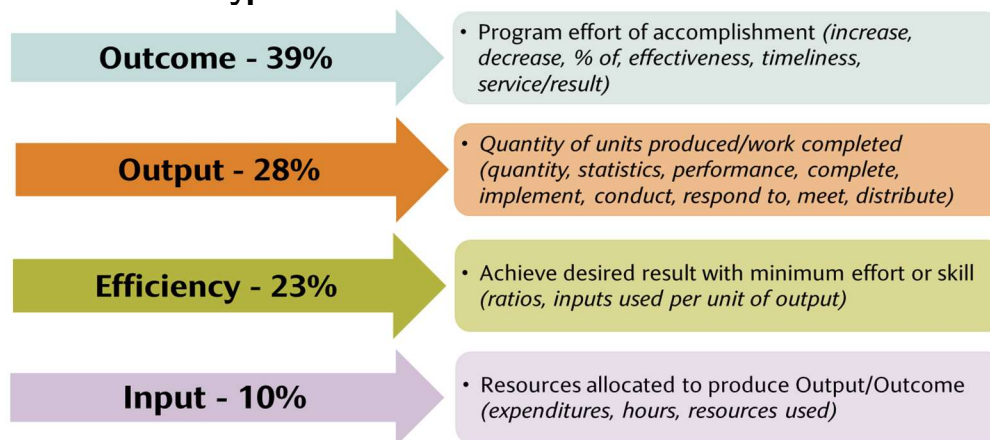 Outcome - 39%
• Program effort of accomplishment (increase,
decrease, % of, effectiveness, timeliness,
service/result)
Output - 28%
• Quantity of units produced/work completed
(quantity, statistics, performance, complete,
implement, conduct, respond to, meet, distribute)
Efficiency - 23%
• Achieve desired result with minimum effort or skill
(ratios, inputs used per unit of output)
Input - 10%
• Resources allocated to produce Output/Outcome
(expenditures, hours, resources used)